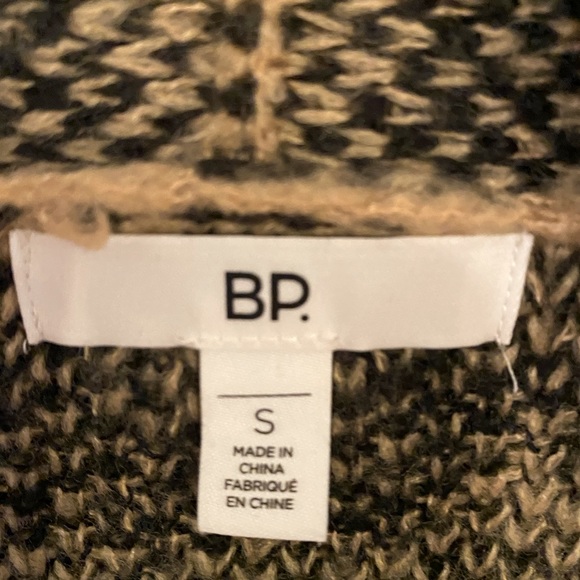 BP.
S
MADE IN
CHINA
FABRIQUÉ
EN CHINE